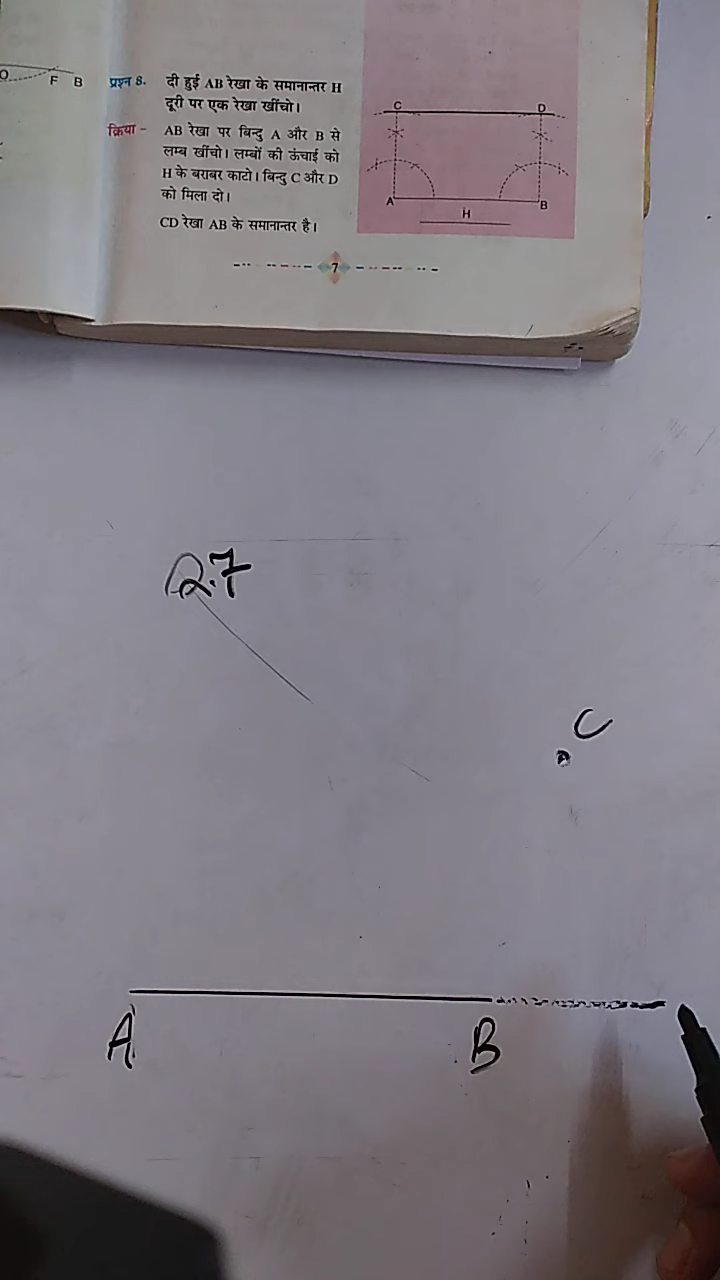 O F B
प्रश्न 8. दी हुई AB रेखा के समानान्तर H
दूरी पर एक रेखा खींचो।
क्रिया - AB रेखा पर बिन्दु A और B से
लम्ब खींचो। लम्बों की ऊंचाई को
H के बराबर काटो। बिन्दु C और D
को मिला दो।
CD रेखा AB के समानान्तर है।
C D
A B
H
7
Q.7
C
A B